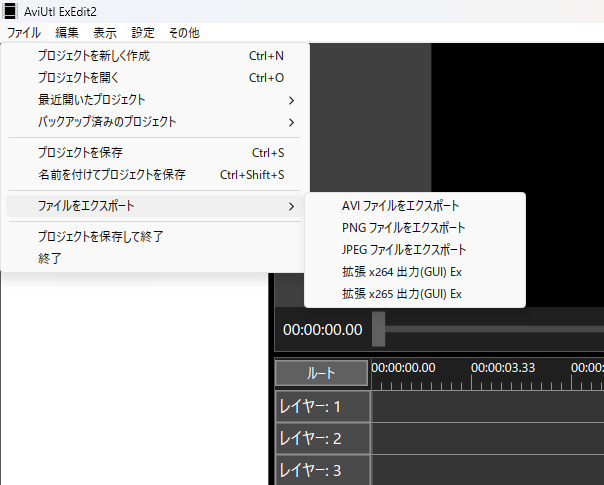 AviUtl ExEdit2
ファイル 編集 表示 設定 その他
プロジェクトを新しく作成 Ctrl+N
プロジェクトを開く Ctrl+O
最近開いたプロジェクト
バックアップ済みのプロジェクト
プロジェクトを保存 Ctrl+S
名前を付けてプロジェクトを保存 Ctrl+Shift+S
ファイルをエクスポート
プロジェクトを保存して終了
終了
AVI ファイルをエクスポート
PNG ファイルをエクスポート
JPEG ファイルをエクスポート
拡張 x264 出力(GUI) Ex
拡張 x265 出力(GUI) Ex
00:00:00.00
ルート 00:00:00.00 00:00:03.33 00:00:0
レイヤー: 1
レイヤー: 2
レイヤー: 3